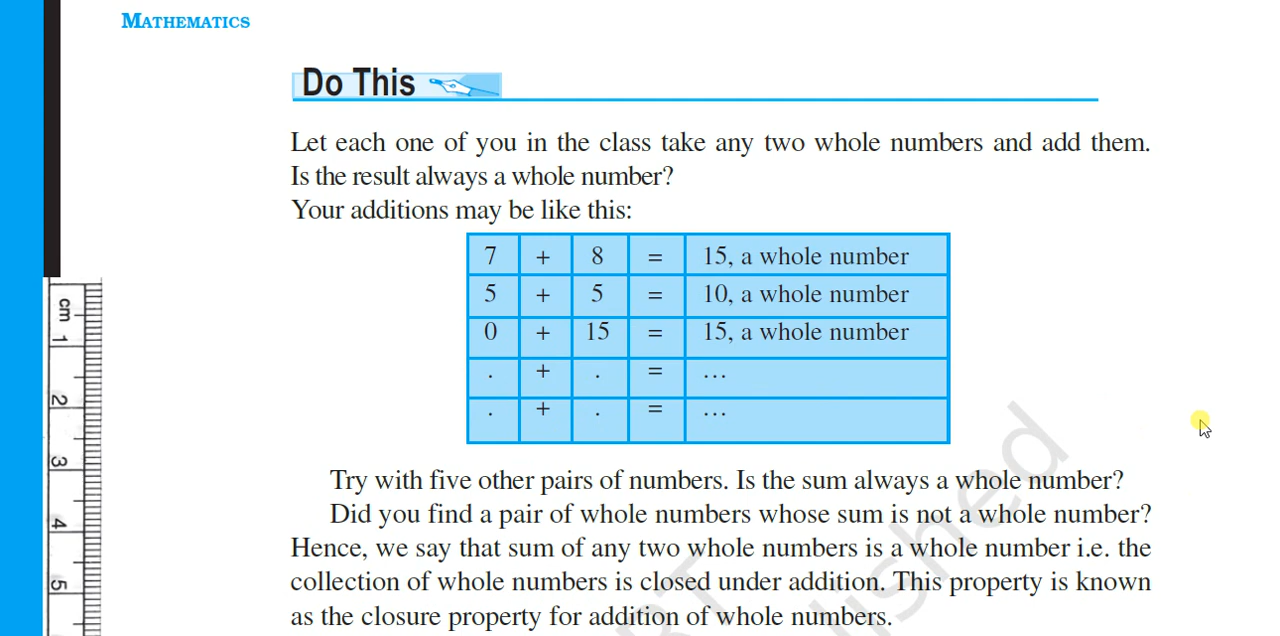 MATHEMATICS
Do This
Let each one of you in the class take any two whole numbers and add them.
Is the result always a whole number?
Your additions may be like this:
7 + 8 = 15, a whole number
5 + 5 = 10, a whole number
0 + 15 = 15, a whole number
. + . = ...
. + . = ...
cm
1
2
3
4
5
Try with five other pairs of numbers. Is the sum always a whole number?
Did you find a pair of whole numbers whose sum is not a whole number?
Hence, we say that sum of any two whole numbers is a whole number i.e. the
collection of whole numbers is closed under addition. This property is known
as the closure property for addition of whole numbers.